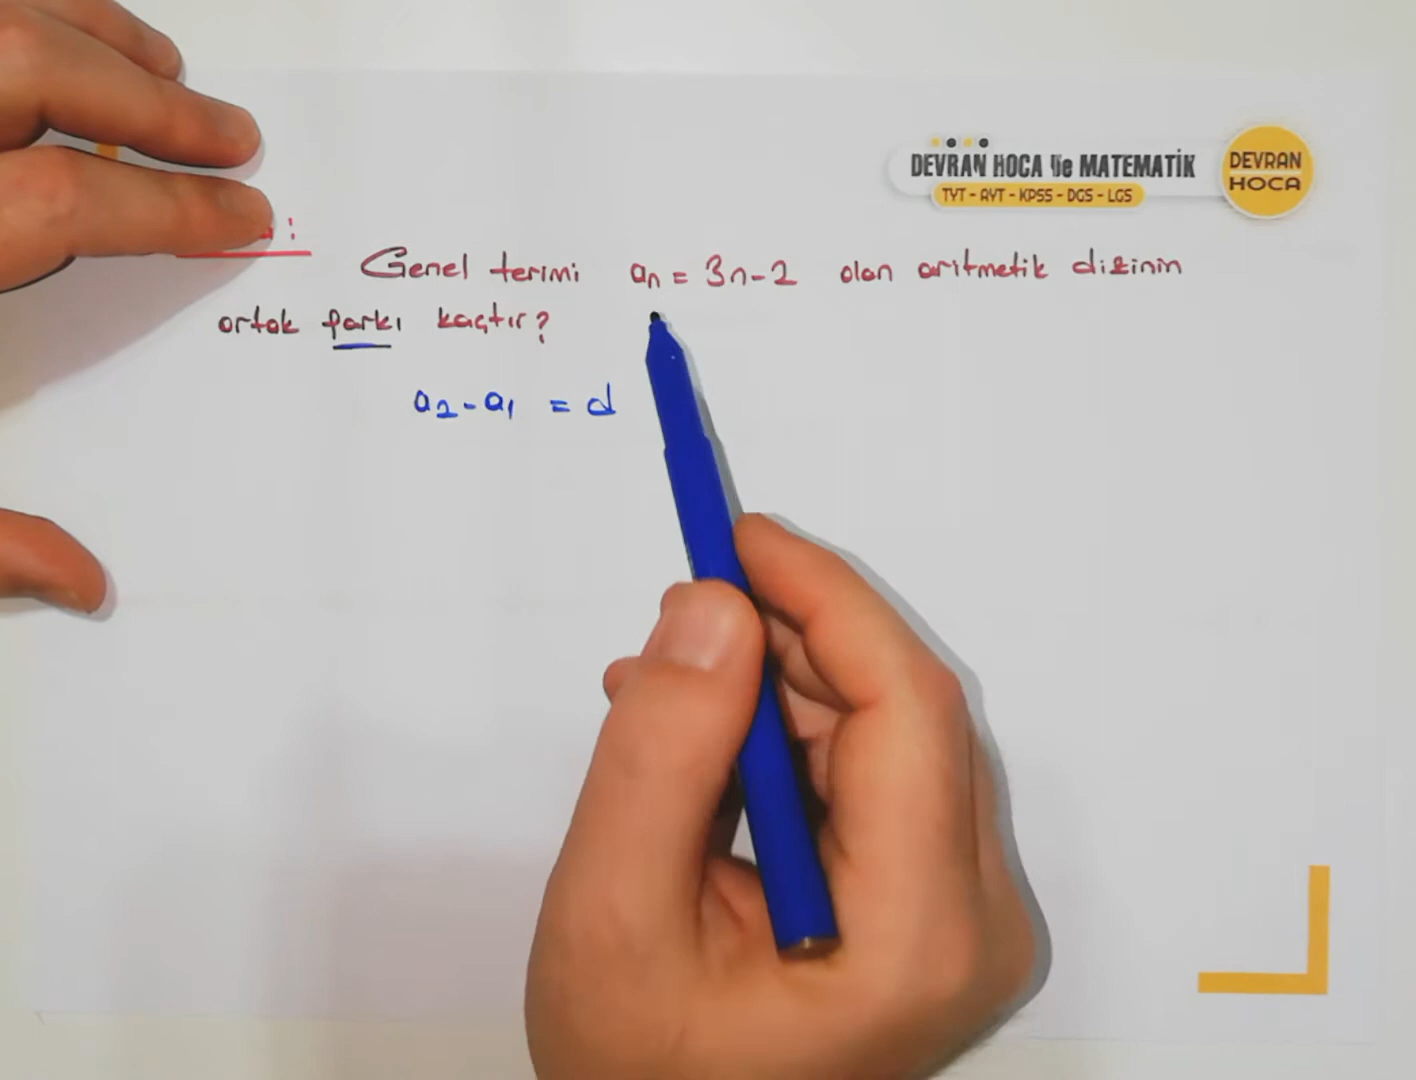 DEVRAN HOCA ile MATEMATİK
TYT - AYT - KPSS - DGS - LGS
DEVRAN
HOCA
:
Genel terimi aₙ = 3n-2 olan aritmetik dizinin
ortak farkı kaçtır?
a₂ - a₁ = d